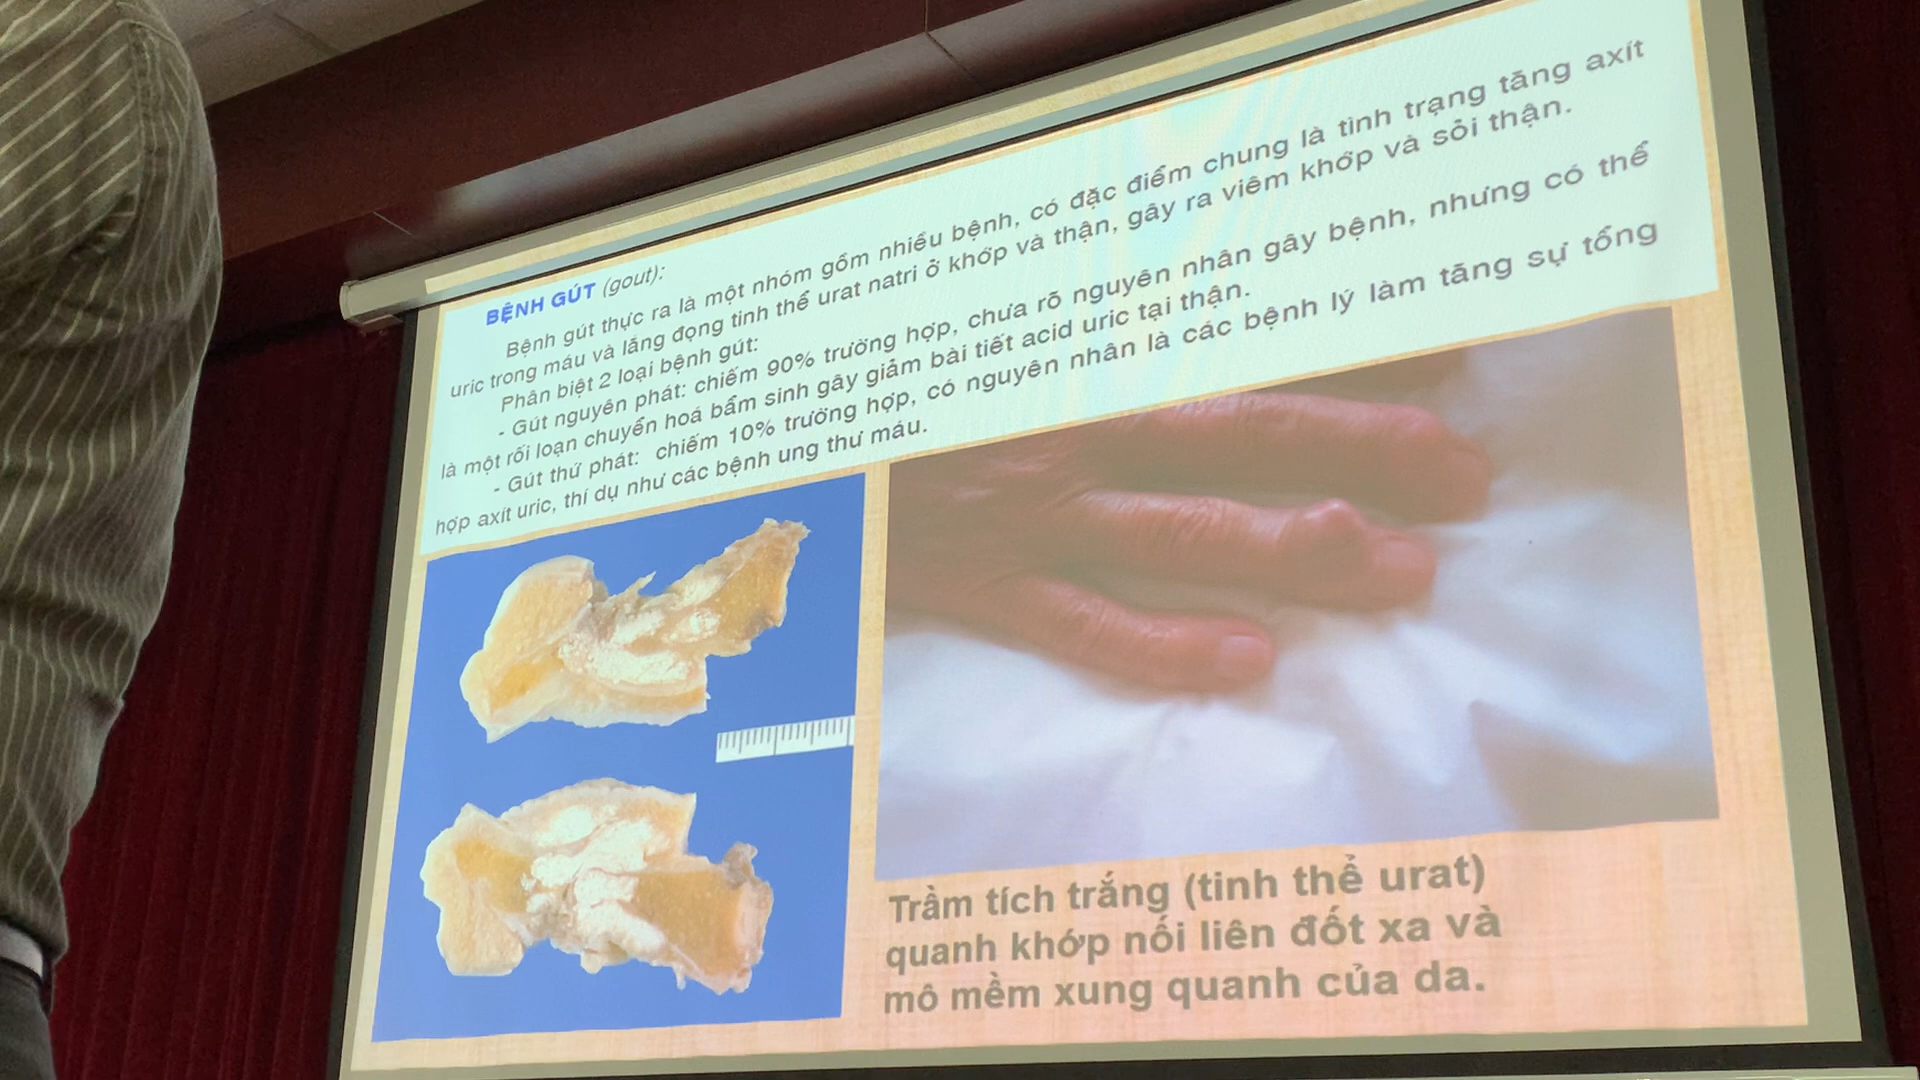 BỆNH GÚT (gout):
Bệnh gút thực ra là một nhóm gồm nhiều bệnh, có đặc điểm chung là tình trạng tăng axít
uric trong máu và lắng đọng tinh thể urat natri ở khớp và thận, gây ra viêm khớp và sỏi thận.
Phân biệt 2 loại bệnh gút:
- Gút nguyên phát: chiếm 90% trường hợp, chưa rõ nguyên nhân gây bệnh, nhưng có thể
là một rối loạn chuyển hoá bẩm sinh gây giảm bài tiết acid uric tại thận.
- Gút thứ phát: chiếm 10% trường hợp, có nguyên nhân là các bệnh lý làm tăng sự tổng
hợp axít uric, thí dụ như các bệnh ung thư máu.
Trầm tích trắng (tinh thể urat)
quanh khớp nối liên đốt xa và
mô mềm xung quanh của da.